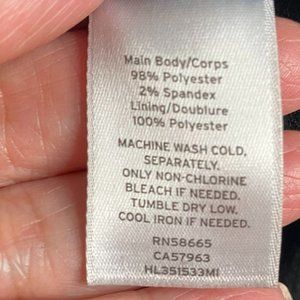 Main Body/Corps
98% Polyester
2% Spandex
Lining/Doublure
100% Polyester
MACHINE WASH COLD,
SEPARATELY.
ONLY NON-CHLORINE
BLEACH IF NEEDED.
TUMBLE DRY LOW.
COOL IRON IF NEEDED.
RN58665
CA57963
HL351533MI